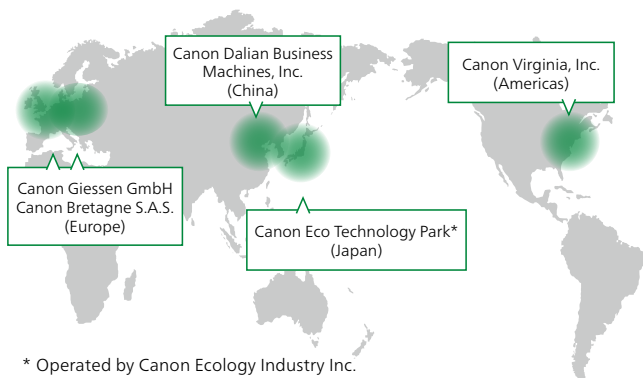 Canon Dalian Business
Machines, Inc.
(China)
Canon Virginia, Inc.
(Americas)
Canon Giessen GmbH
Canon Bretagne S.A.S.
(Europe)
Canon Eco Technology Park*
(Japan)
* Operated by Canon Ecology Industry Inc.